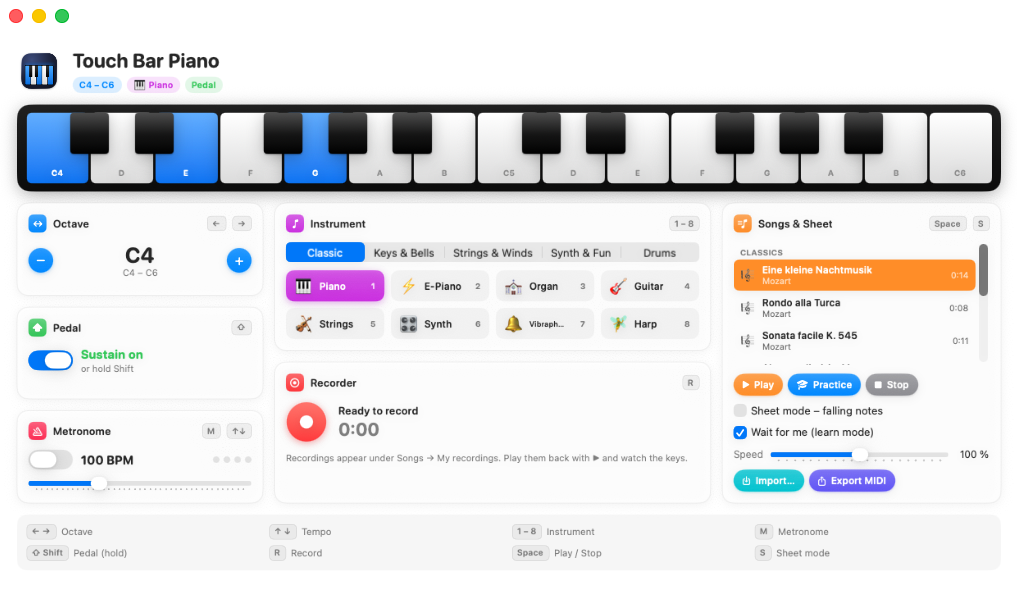 Touch Bar Piano
C4 – C6
Piano
Pedal
C4 D E F G A B C5 D E F G A B C6
Octave ← →
− C4 +
C4 – C6
Pedal ⇧
Sustain on
or hold Shift
Metronome M ↑↓
100 BPM
Instrument 1 – 8
Classic Keys & Bells Strings & Winds Synth & Fun Drums
Piano 1 E-Piano 2 Organ 3 Guitar 4
Strings 5 Synth 6 Vibraph... 7 Harp 8
Recorder R
Ready to record
0:00
Recordings appear under Songs → My recordings. Play them back with ▶ and watch the keys.
Songs & Sheet Space S
CLASSICS
Eine kleine Nachtmusik 0:14
Mozart
Rondo alla Turca 0:08
Mozart
Sonata facile K. 545 0:11
Mozart
Play Practice Stop
Sheet mode – falling notes
Wait for me (learn mode)
Speed 100 %
Import... Export MIDI
← → Octave ↑ ↓ Tempo 1 – 8 Instrument M Metronome
⇧ Shift Pedal (hold) R Record Space Play / Stop S Sheet mode